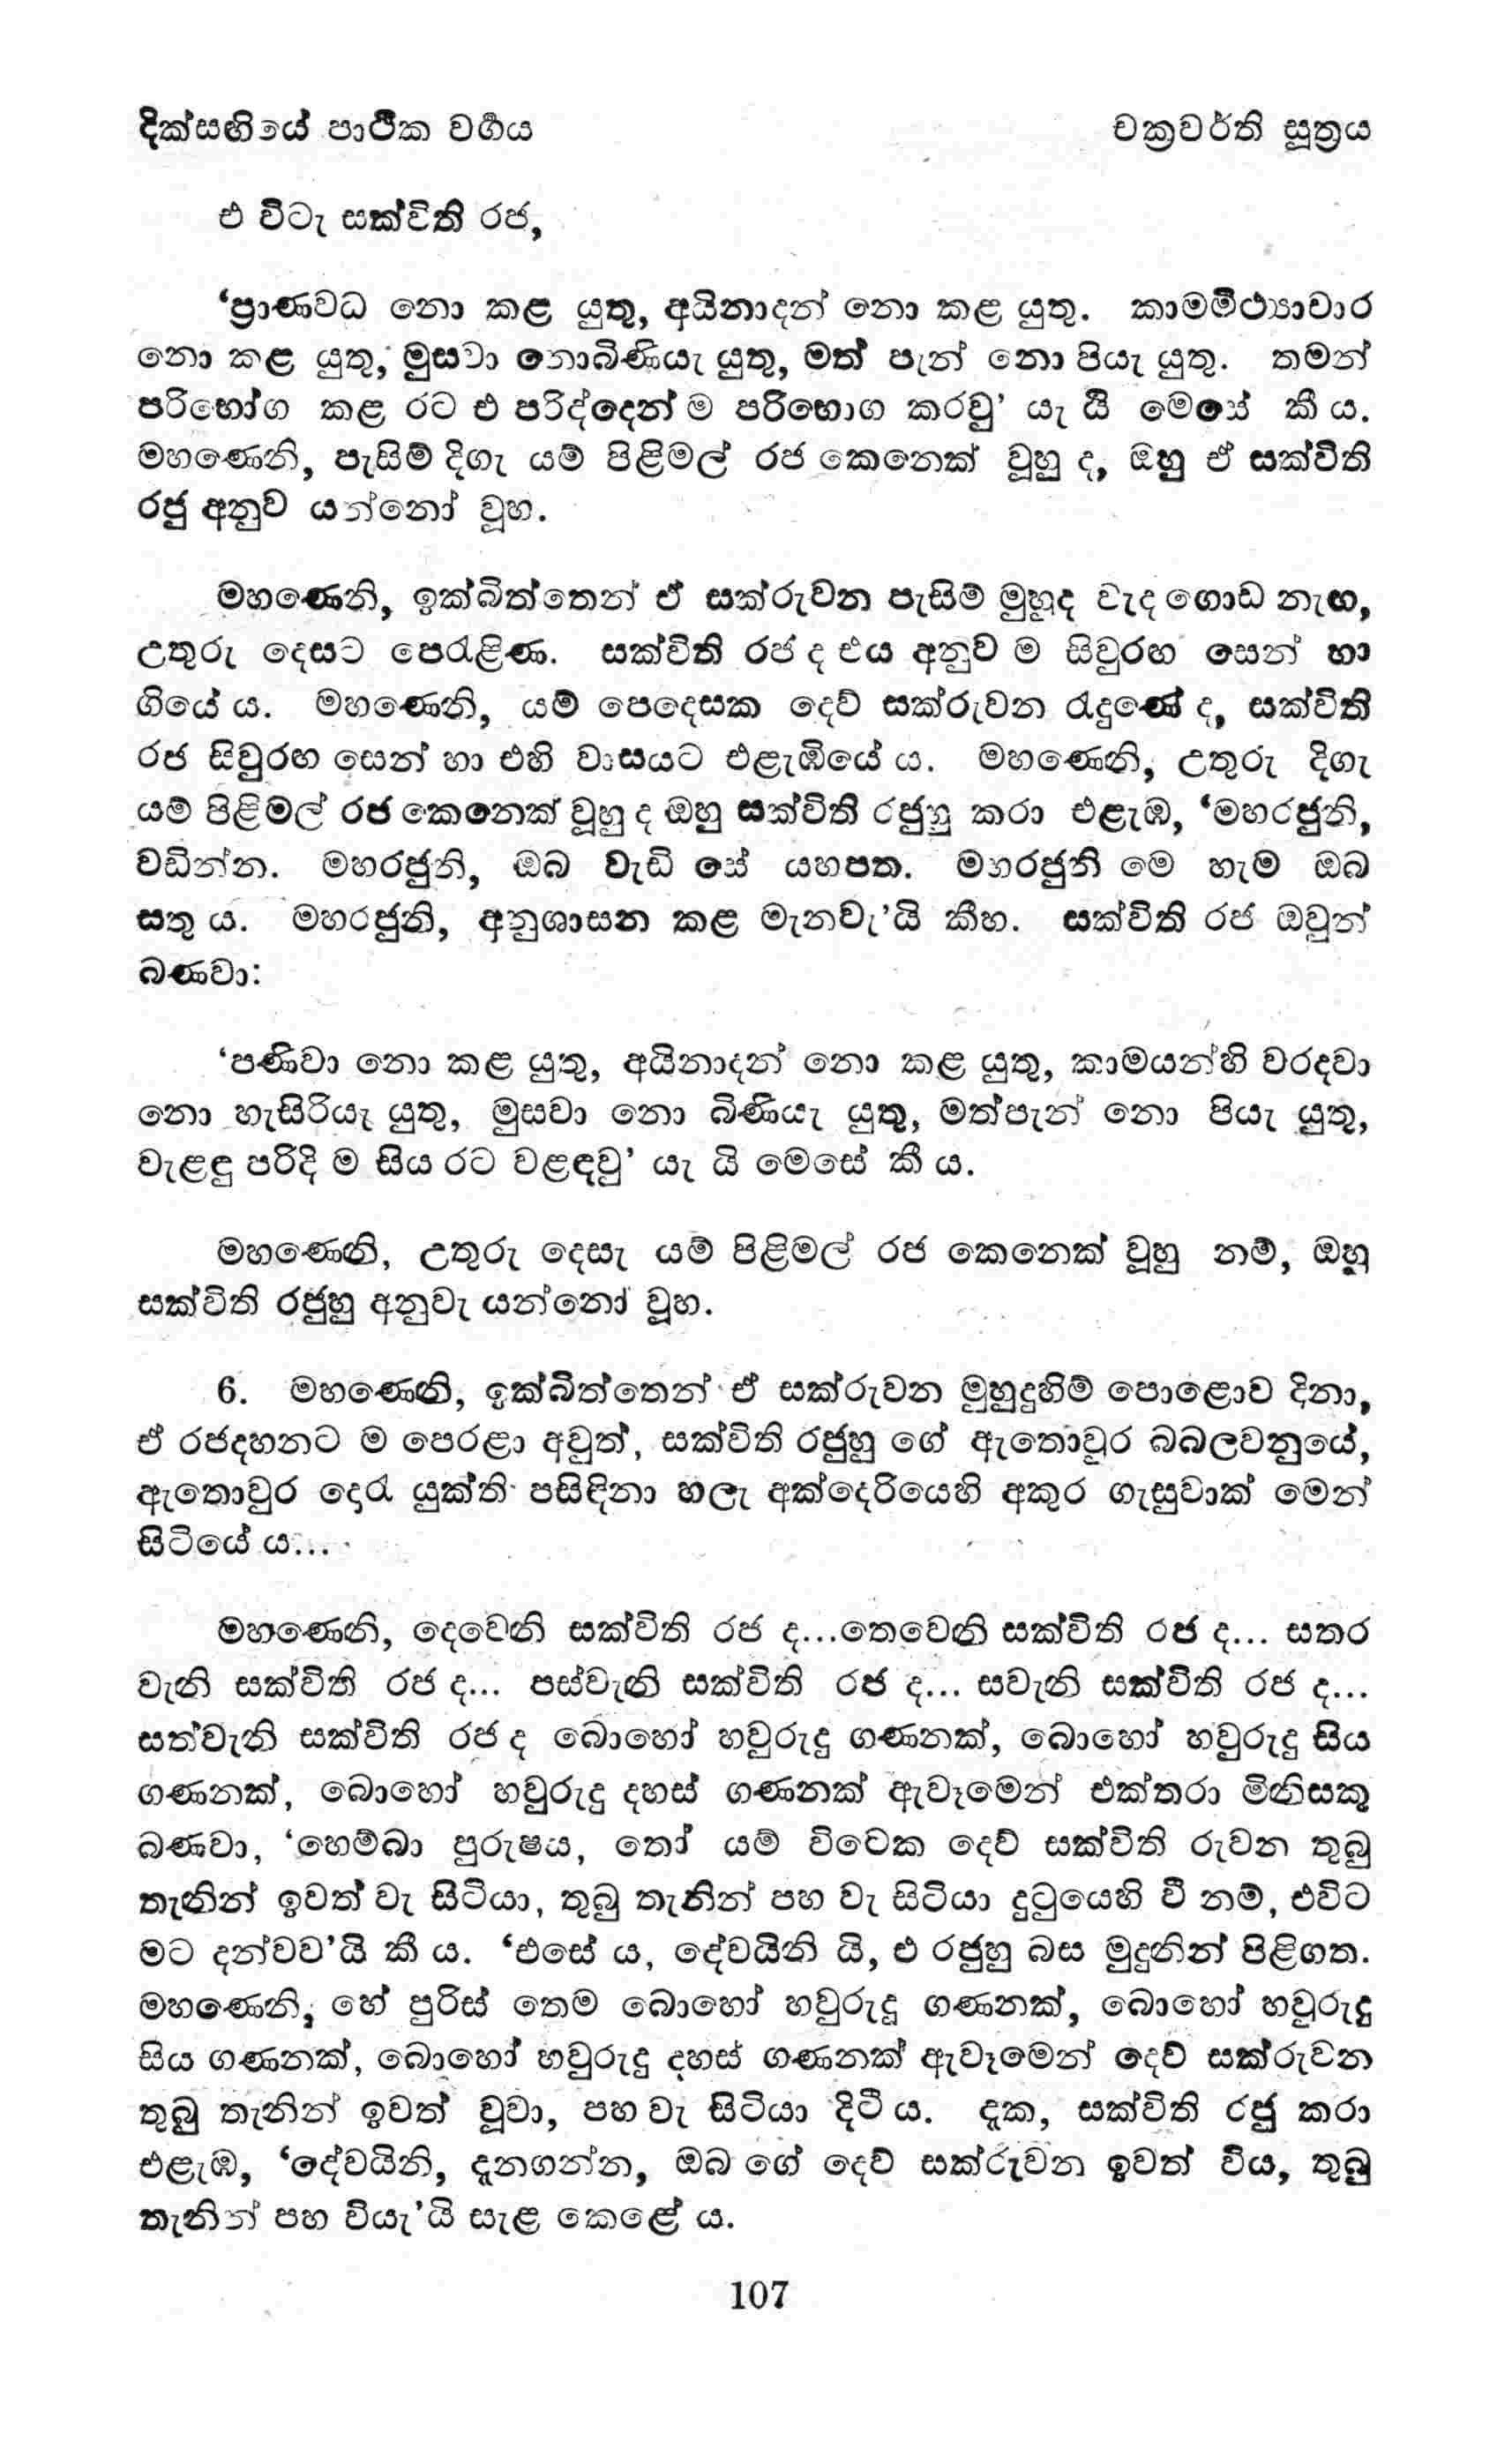 දික්සඟියේ පාථික වර්‍ගය
චක්‍රවර්ති සූත්‍රය
එ විටැ සක්විති රජ,
‘ප්‍රාණවධ නො කළ යුතු, අයිනාදන් නො කළ යුතු. කාමමිථ්‍යාචාර
නො කළ යුතු, මුසවා නොබිණියැ යුතු, මත් පැන් නො පියැ යුතු. තමන්
පරිභෝග කළ රට එ පරිද්දෙන් ම පරිභොග කරවු’ යැ යි මෙසේ කී ය.
මහණෙනි, පැසිම් දිගැ යම් පිළිමල් රජ කෙනෙක් වූහු ද, ඔහු ඒ සක්විති
රජු අනුව යන්නෝ වූහ.
මහණෙනි, ඉක්බිත්තෙන් ඒ සක්රුවන පැසිම් මුහුද වැද ගොඩ නැඟ,
උතුරු දෙසට පෙරැළිණ. සක්විති රජ ද එය අනුව ම සිවුරඟ සෙන් හා
ගියේ ය. මහණෙනි, යම් පෙදෙසක දෙව් සක්රුවන රැඳුණේ ද, සක්විති
රජ සිවුරඟ සෙන් හා එහි වාසයට එළැඹියේ ය. මහණෙනි, උතුරු දිගැ
යම් පිළිමල් රජ කෙනෙක් වූහු ද ඔහු සක්විති රජුහු කරා එළැඹ, ‘මහරජුනි,
වඩින්න. මහරජුනි, ඔබ වැඩි සේ යහපත. මහරජුනි මෙ හැම ඔබ
සතු ය. මහරජුනි, අනුශාසන කළ මැනවැ’යි කීහ. සක්විති රජ ඔවුන්
බණවා:
‘පණිවා නො කළ යුතු, අයිනාදන් නො කළ යුතු, කාමයන්හි වරදවා
නො හැසිරියැ යුතු, මුසවා නො බිණියැ යුතු, මත්පැන් නො පියැ යුතු,
වැළඳු පරිදි ම සිය රට වළඳවු’ යැ යි මෙසේ කී ය.
මහණෙනි, උතුරු දෙසැ යම් පිළිමල් රජ කෙනෙක් වූහු නම්, ඔහු
සක්විති රජුහු අනුවැ යන්නෝ වූහ.
6. මහණෙනි, ඉක්බිත්තෙන් ඒ සක්රුවන මුහුදුහිම් පොළොව දිනා,
ඒ රජදහනට ම පෙරළා අවුත්, සක්විති රජුහු ගේ ඇතොවුර බබලවනුයේ,
ඇතොවුර දොරැ යුක්ති පසිඳිනා හලැ අක්දෙරියෙහි අකුර ගැසුවාක් මෙන්
සිටියේ ය...
මහණෙනි, දෙවෙනි සක්විති රජ ද...තෙවෙනි සක්විති රජ ද... සතර
වැනි සක්විති රජ ද... පස්වැනි සක්විති රජ ද... සවැනි සක්විති රජ ද...
සත්වැනි සක්විති රජ ද බොහෝ හවුරුදු ගණනක්, බොහෝ හවුරුදු සිය
ගණනක්, බොහෝ හවුරුදු දහස් ගණනක් ඇවෑමෙන් එක්තරා මිනිසකු
බණවා, ‘හෙම්බා පුරුෂය, තෝ යම් විටෙක දෙව් සක්විති රුවන තුබු
තැනින් ඉවත් වැ සිටියා, තුබු තැනින් පහ වැ සිටියා දුටුයෙහි වී නම්, එවිට
මට දන්වව’යි කී ය. ‘එසේ ය, දේවයිනි යි, එ රජුහු බස මුදුනින් පිළිගත.
මහණෙනි, හේ පුරිස් තෙම බොහෝ හවුරුදු ගණනක්, බොහෝ හවුරුදු
සිය ගණනක්, බොහෝ හවුරුදු දහස් ගණනක් ඇවෑමෙන් දෙව් සක්රුවන
තුබු තැනින් ඉවත් වූවා, පහ වැ සිටියා දිටී ය. දැක, සක්විති රජු කරා
එළැඹ, ‘දේවයිනි, දැනගන්න, ඔබ ගේ දෙව් සක්රුවන ඉවත් විය, තුබු
තැනින් පහ වියැ’යි සැළ කෙළේ ය.
107